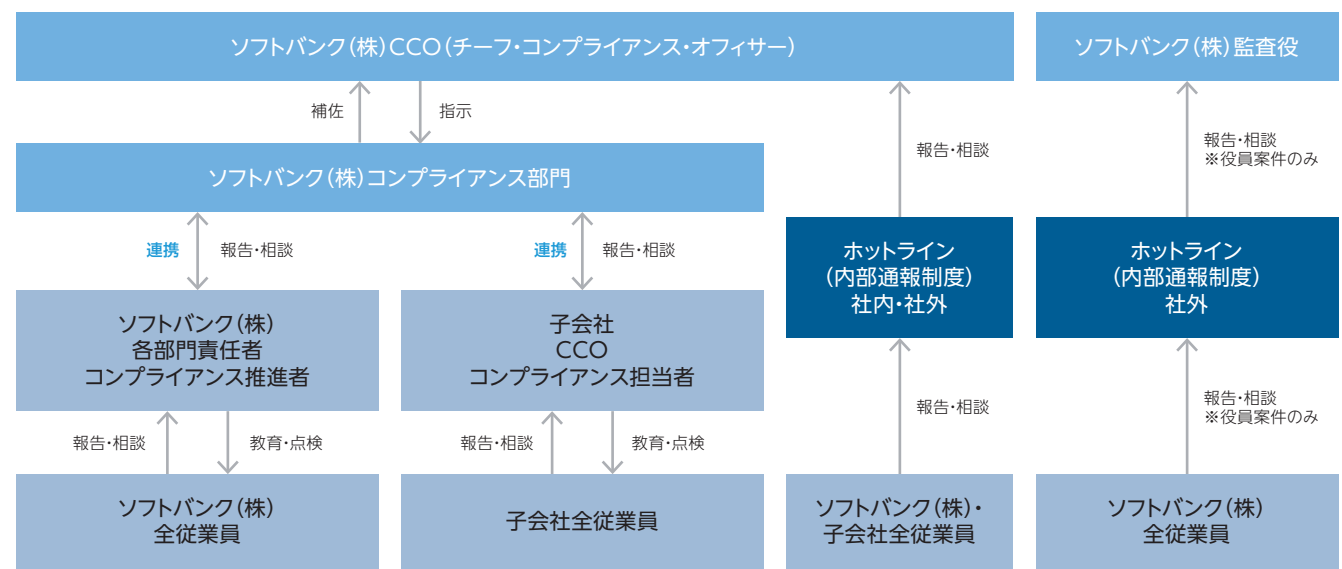 ソフトバンク(株)CCO(チーフ・コンプライアンス・オフィサー)
ソフトバンク(株)監査役
補佐
指示
報告・相談
報告・相談
※役員案件のみ
ソフトバンク(株)コンプライアンス部門
連携
報告・相談
連携
報告・相談
ホットライン
(内部通報制度)
社内・社外
ホットライン
(内部通報制度)
社外
ソフトバンク(株)
各部門責任者
コンプライアンス推進者
子会社
CCO
コンプライアンス担当者
報告・相談
教育・点検
報告・相談
教育・点検
報告・相談
報告・相談
※役員案件のみ
ソフトバンク(株)
全従業員
子会社全従業員
ソフトバンク(株)・
子会社全従業員
ソフトバンク(株)
全従業員